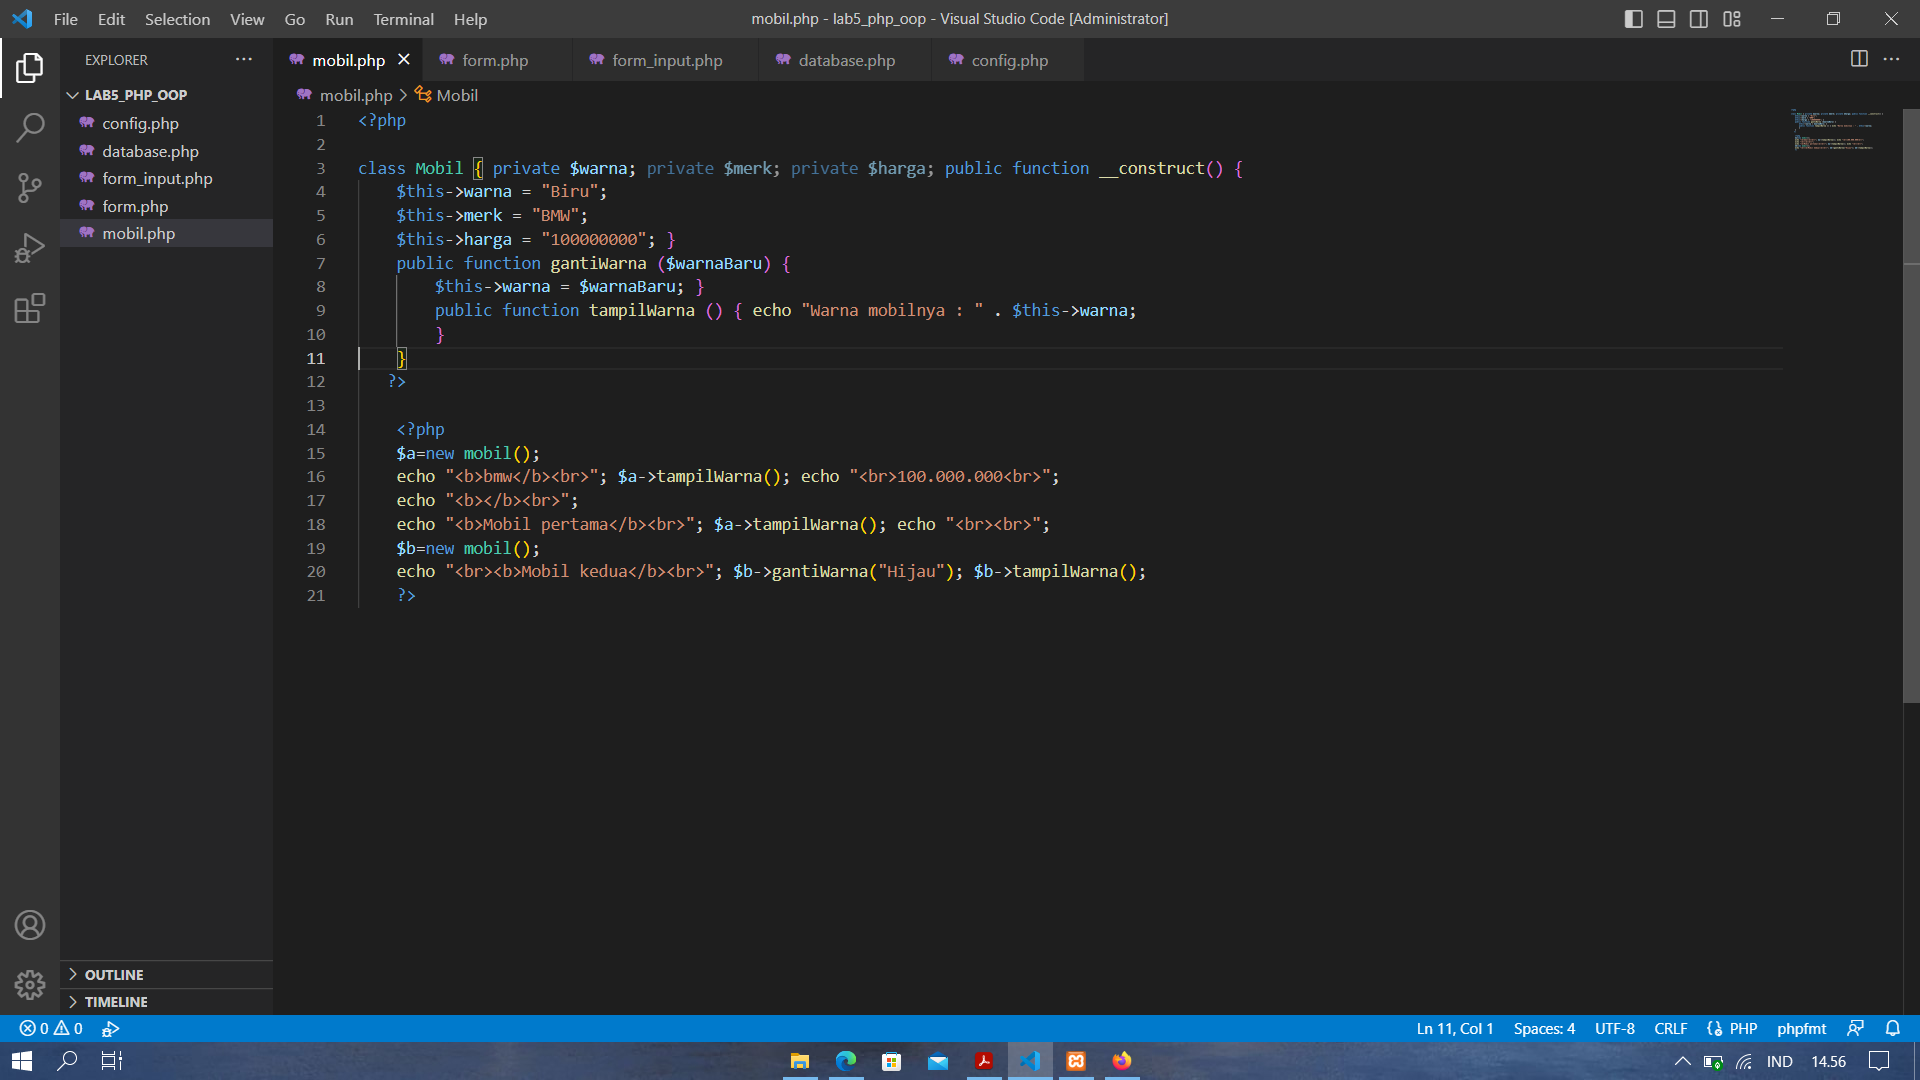 File Edit Selection View Go Run Terminal Help
mobil.php - lab5_php_oop - Visual Studio Code [Administrator]
EXPLORER ···
LAB5_PHP_OOP
config.php
database.php
form_input.php
form.php
mobil.php
OUTLINE
TIMELINE
mobil.php form.php form_input.php database.php config.php
mobil.php > Mobil
1 <?php
2
3 class Mobil { private $warna; private $merk; private $harga; public function __construct() {
4 $this->warna = "Biru";
5 $this->merk = "BMW";
6 $this->harga = "100000000"; }
7 public function gantiWarna ($warnaBaru) {
8 $this->warna = $warnaBaru; }
9 public function tampilWarna () { echo "Warna mobilnya : " . $this->warna;
10 }
11 }
12 ?>
13
14 <?php
15 $a=new mobil();
16 echo "<b>bmw</b><br>"; $a->tampilWarna(); echo "<br>100.000.000<br>";
17 echo "<b></b><br>";
18 echo "<b>Mobil pertama</b><br>"; $a->tampilWarna(); echo "<br><br>";
19 $b=new mobil();
20 echo "<br><b>Mobil kedua</b><br>"; $b->gantiWarna("Hijau"); $b->tampilWarna();
21 ?>
0 0
Ln 11, Col 1 Spaces: 4 UTF-8 CRLF PHP phpfmt
IND 14.56